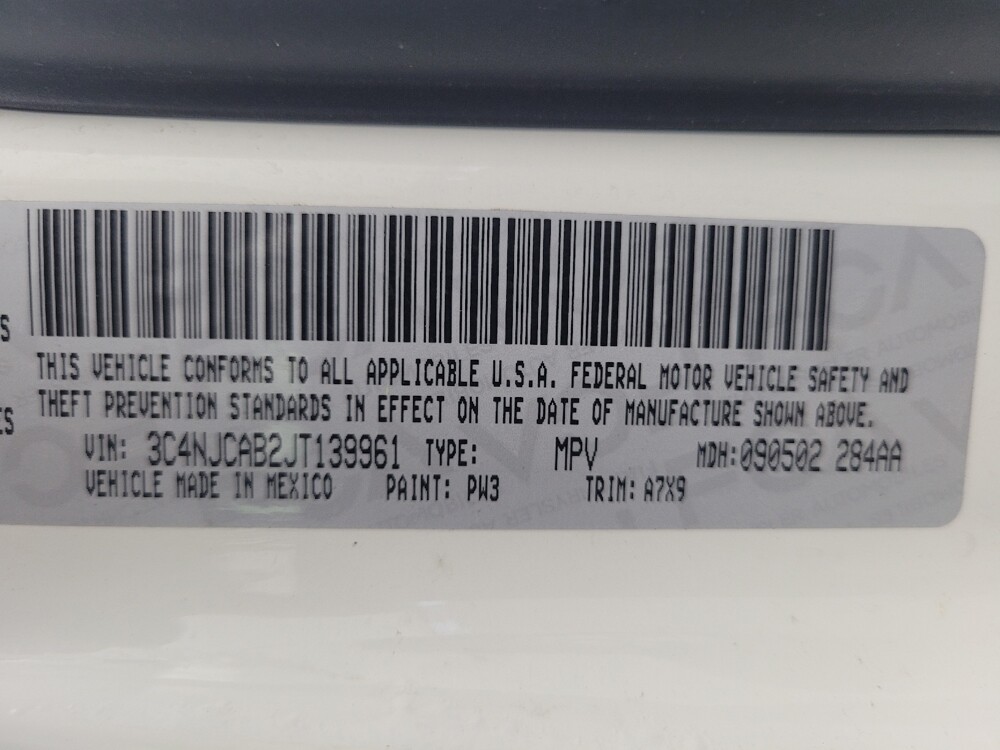 S
THIS VEHICLE CONFORMS TO ALL APPLICABLE U.S.A. FEDERAL MOTOR VEHICLE SAFETY AND
ES
THEFT PREVENTION STANDARDS IN EFFECT ON THE DATE OF MANUFACTURE SHOWN ABOVE.
VIN: 3C4NJCAB2JT139961 TYPE: MPV MDH:090502 284AA
VEHICLE MADE IN MEXICO PAINT: PW3 TRIM: A7X9